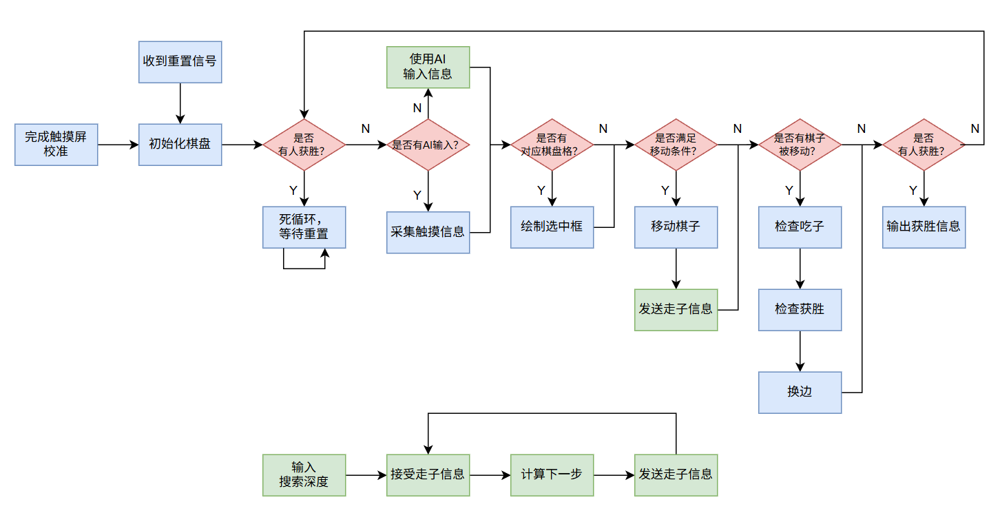 收到重置信号
完成触摸屏
校准
初始化棋盘
是否
有人获胜？
N
Y
死循环，
等待重置
使用AI
输入信息
N
是否有AI输入？
Y
采集触摸信息
是否有
对应棋盘格？
N
Y
绘制选中框
是否满足
移动条件？
N
Y
移动棋子
发送走子信息
是否有棋子
被移动？
N
Y
检查吃子
检查获胜
换边
是否
有人获胜？
N
Y
输出获胜信息
输入
搜索深度
接受走子信息
计算下一步
发送走子信息